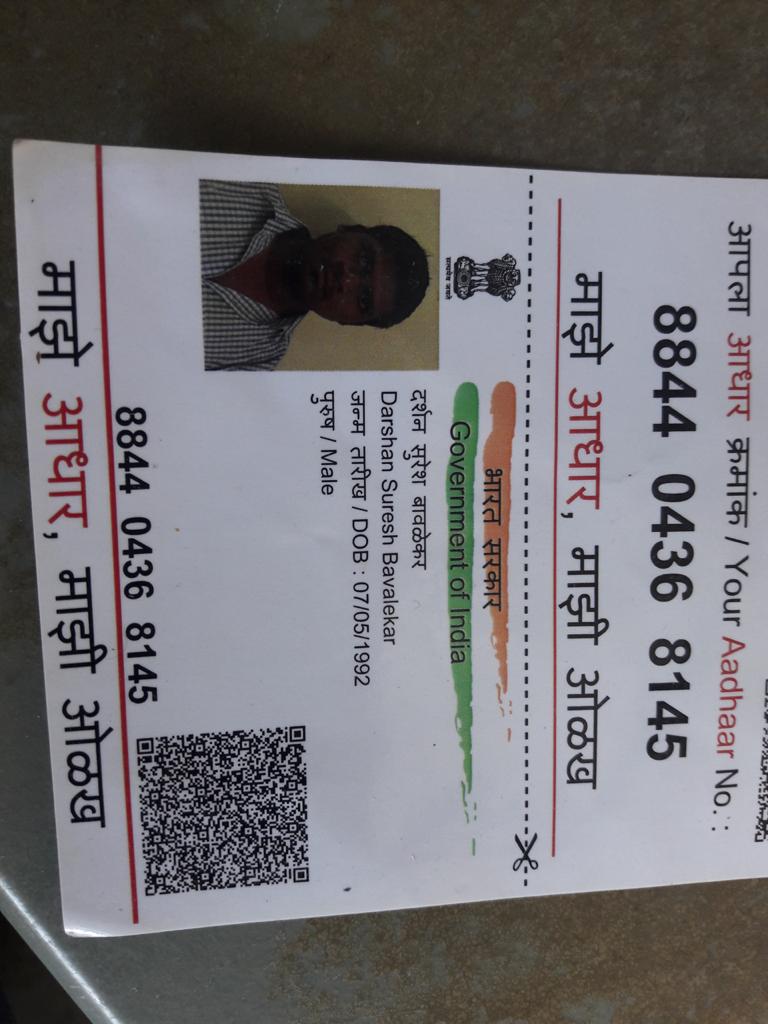 आपला आधार क्रमांक / Your Aadhaar No. :
8844 0436 8145
माझे आधार, माझी ओळख
भारत सरकार
Government of India
सत्यमेव जयते
दर्शन सुरेश बावळेकर
Darshan Suresh Bavalekar
जन्म तारीख / DOB : 07/05/1992
पुरुष / Male
8844 0436 8145
माझे आधार, माझी ओळख